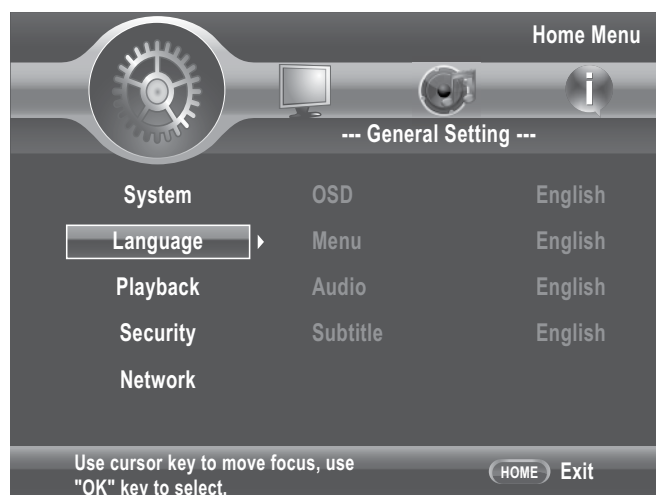 Home Menu
i
--- General Setting ---
System OSD English
Language Menu English
Playback Audio English
Security Subtitle English
Network
Use cursor key to move focus, use
"OK" key to select.
HOME Exit